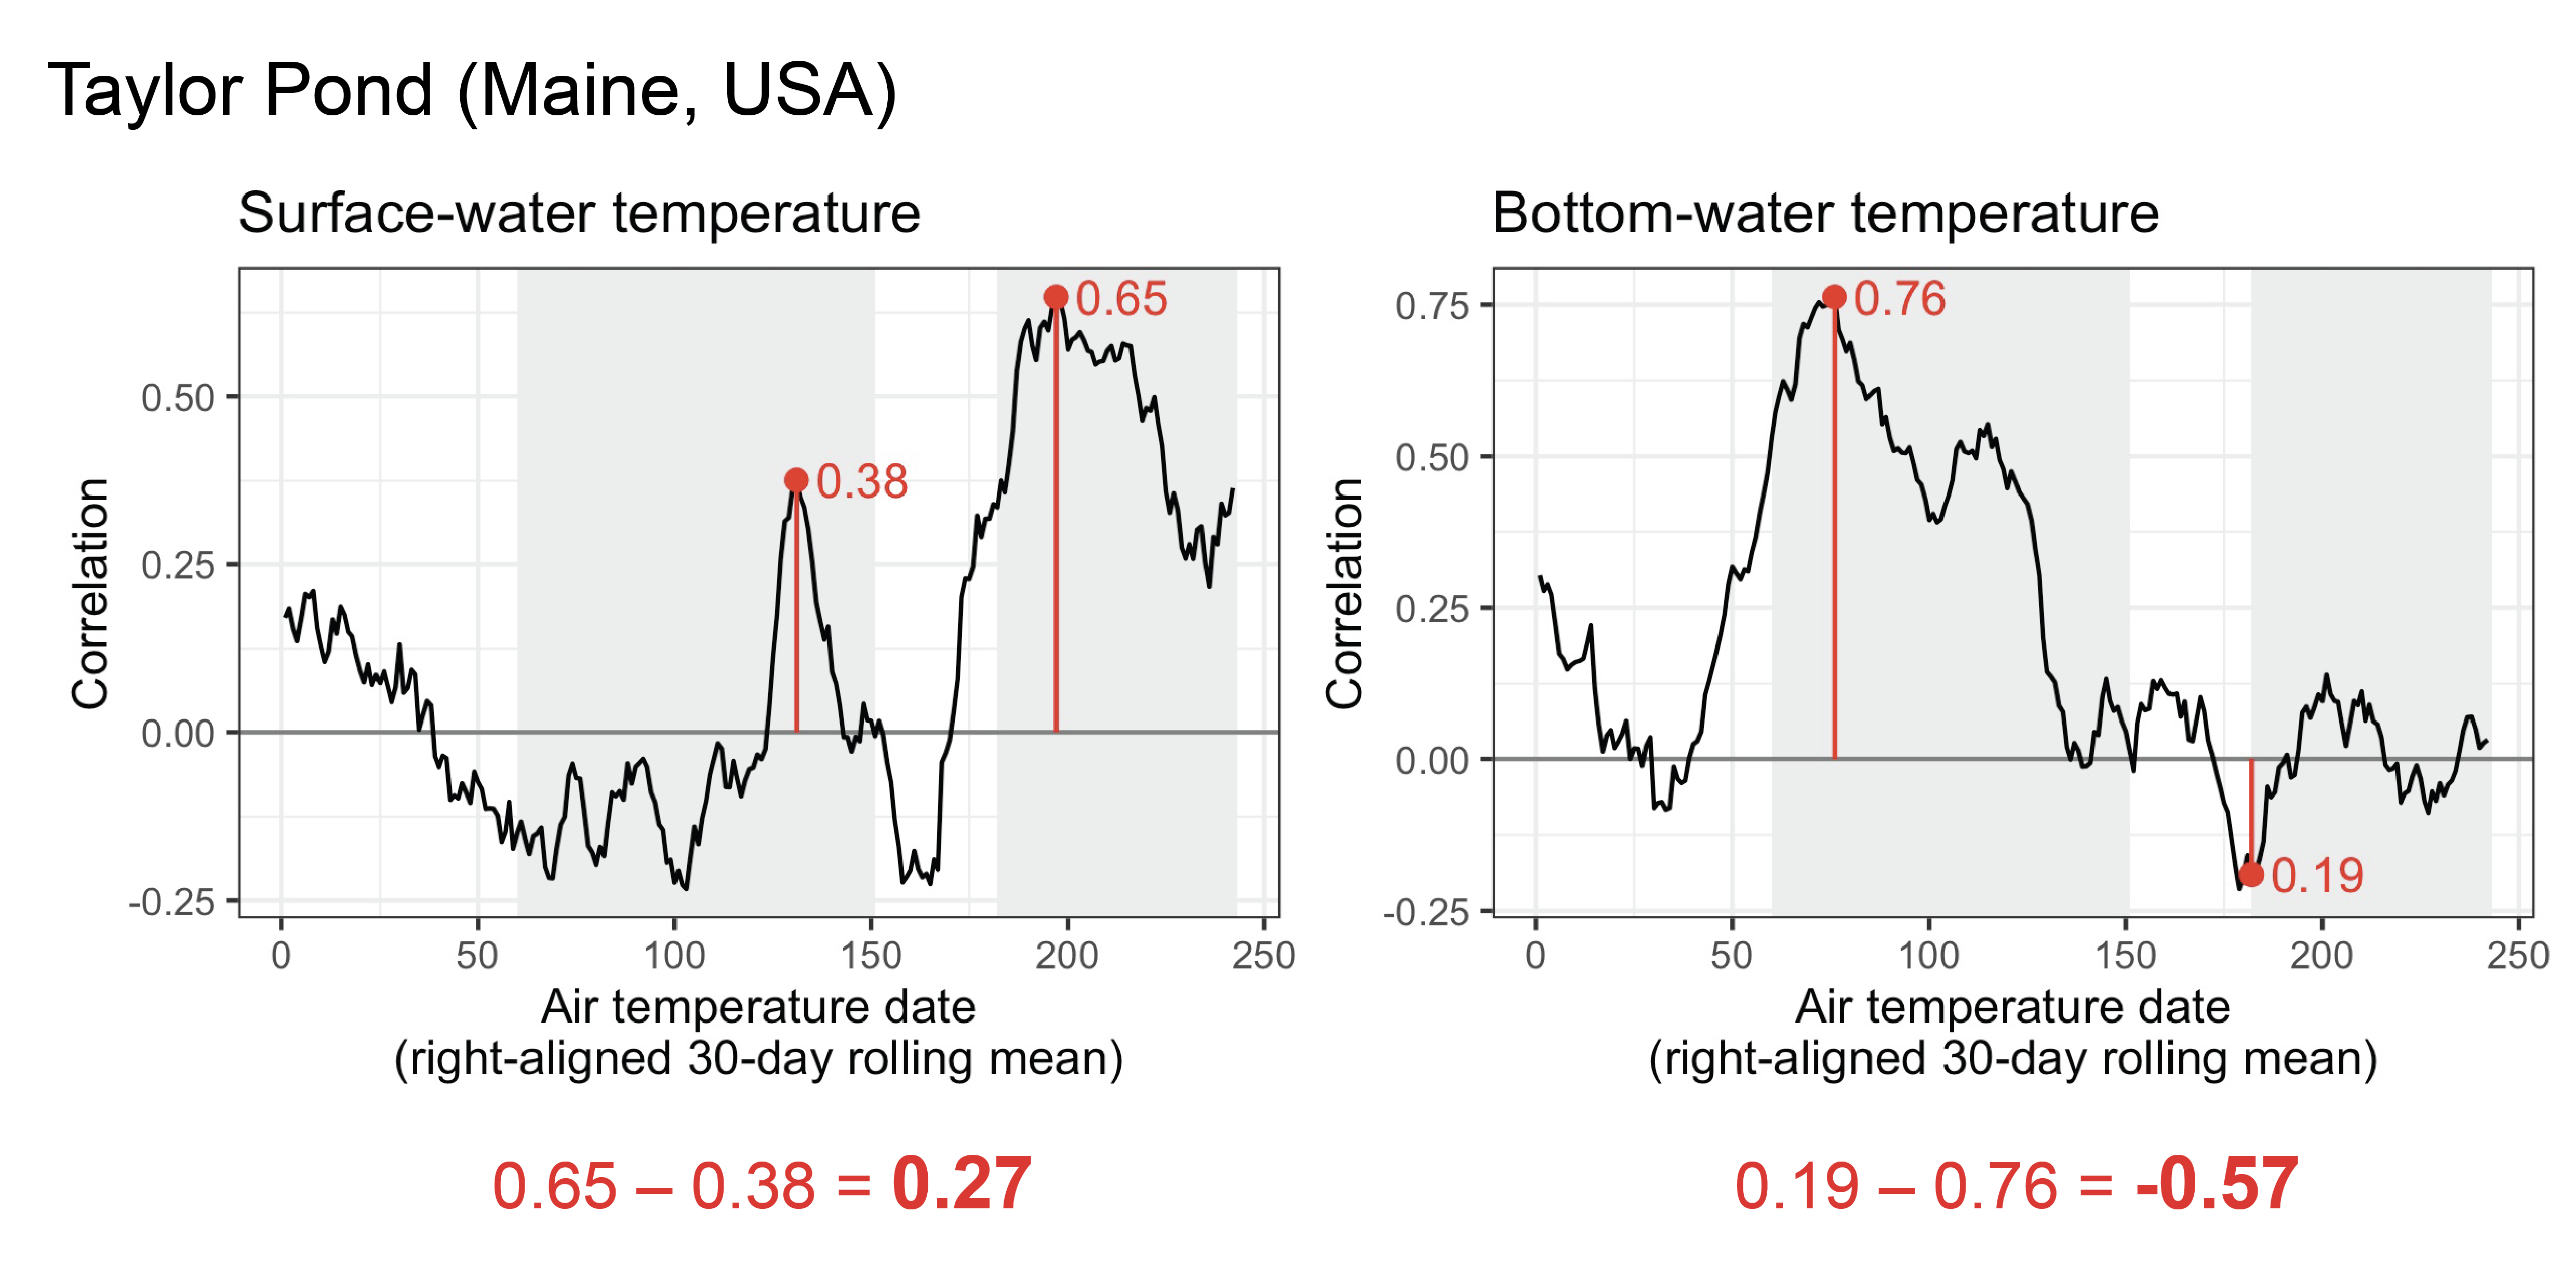 Taylor Pond (Maine, USA)
Surface-water temperature
Correlation
0.50
0.25
0.00
-0.25
0.38
0.65
0
50
100
150
200
250
Air temperature date
(right-aligned 30-day rolling mean)
0.65 – 0.38 = 0.27
Bottom-water temperature
Correlation
0.75
0.50
0.25
0.00
-0.25
0.76
0.19
0
50
100
150
200
250
Air temperature date
(right-aligned 30-day rolling mean)
0.19 – 0.76 = -0.57